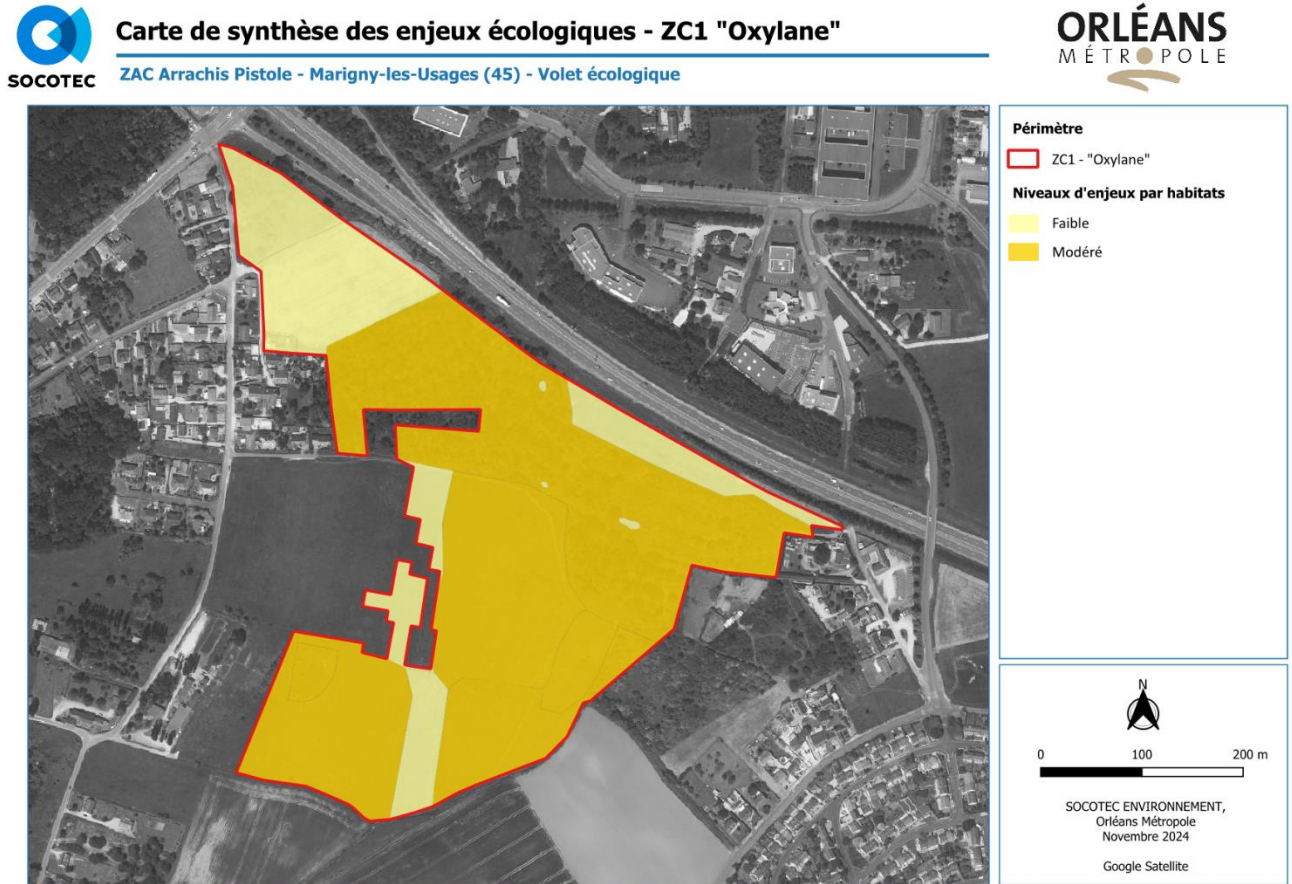 SOCOTEC
Carte de synthèse des enjeux écologiques - ZC1 "Oxylane"
ZAC Arrachis Pistole - Marigny-les-Usages (45) - Volet écologique
ORLÉANS
MÉTROPOLE
Périmètre
ZC1 - "Oxylane"
Niveaux d'enjeux par habitats
Faible
Modéré
N
0 100 200 m
SOCOTEC ENVIRONNEMENT,
Orléans Métropole
Novembre 2024
Google Satellite